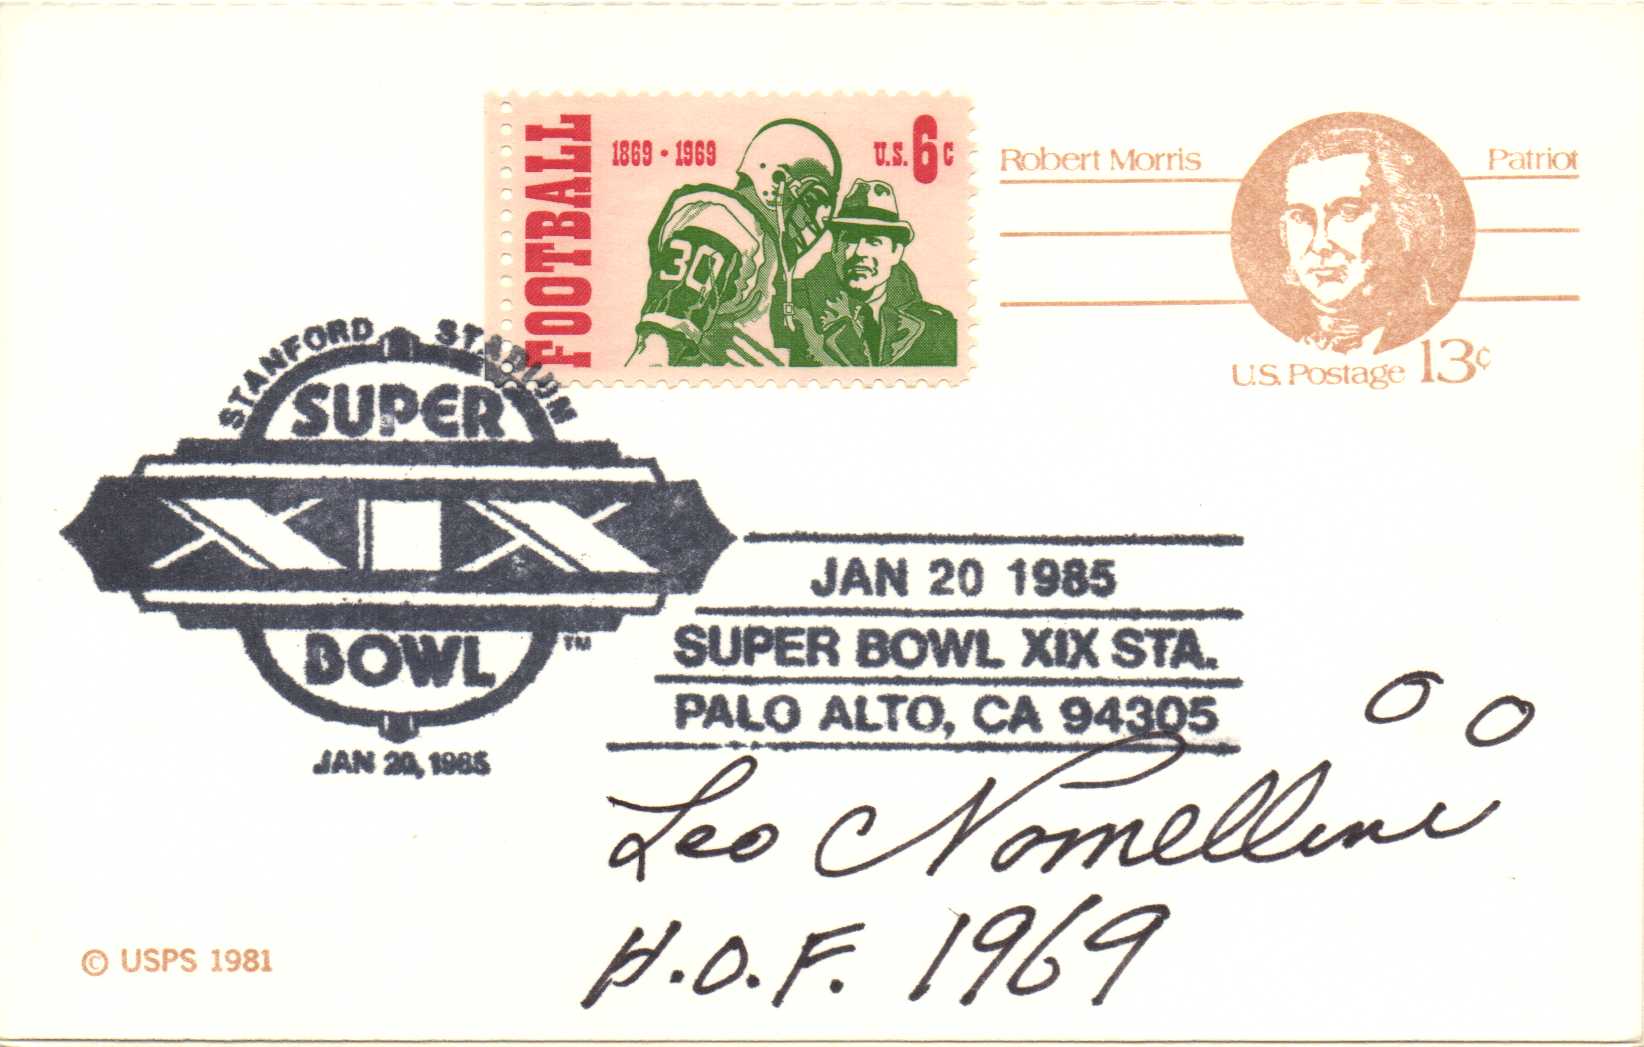 FOOTBALL
1869 • 1969
U.S. 6c
30
Robert Morris
Patriot
U.S. Postage 13¢
STANFORD STADIUM
SUPER
XIX
BOWL
TM
JAN 20, 1985
JAN 20 1985
SUPER BOWL XIX STA.
PALO ALTO, CA 94305
Leo Nomellini
H.O.F. 1969
© USPS 1981